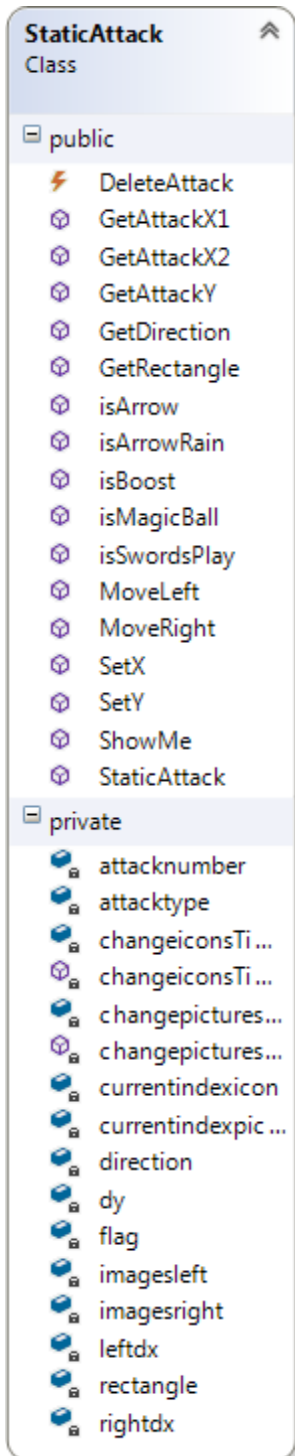 StaticAttack
Class
public
DeleteAttack
GetAttackX1
GetAttackX2
GetAttackY
GetDirection
GetRectangle
isArrow
isArrowRain
isBoost
isMagicBall
isSwordsPlay
MoveLeft
MoveRight
SetX
SetY
ShowMe
StaticAttack
private
attacknumber
attacktype
changeiconsTi...
changeiconsTi...
changepictures...
changepictures...
currentindexicon
currentindexpic...
direction
dy
flag
imagesleft
imagesright
leftdx
rectangle
rightdx